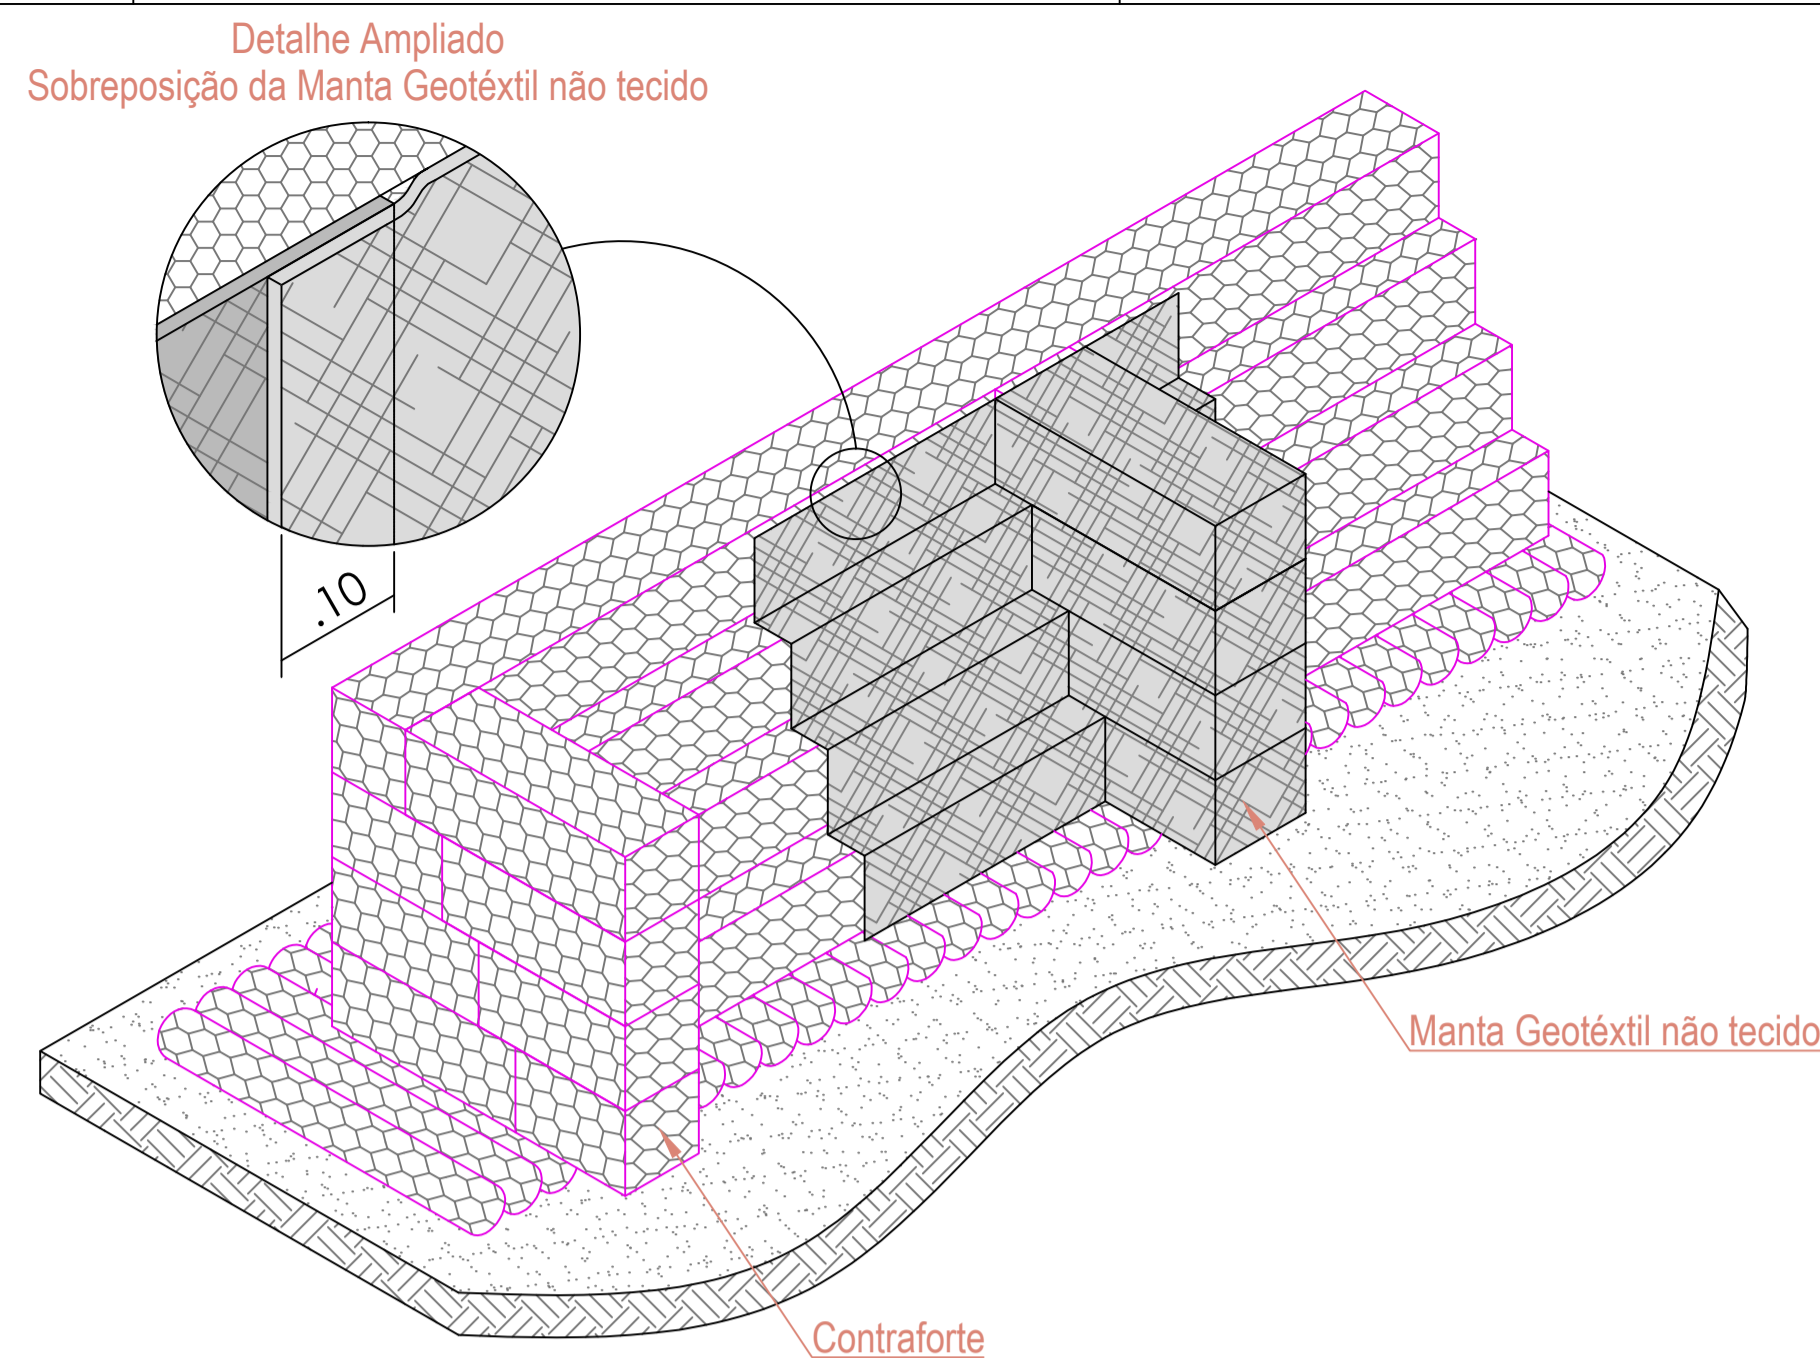 Detalhe Ampliado
Sobreposição da Manta Geotéxtil não tecido
.10
Manta Geotéxtil não tecido
Contraforte